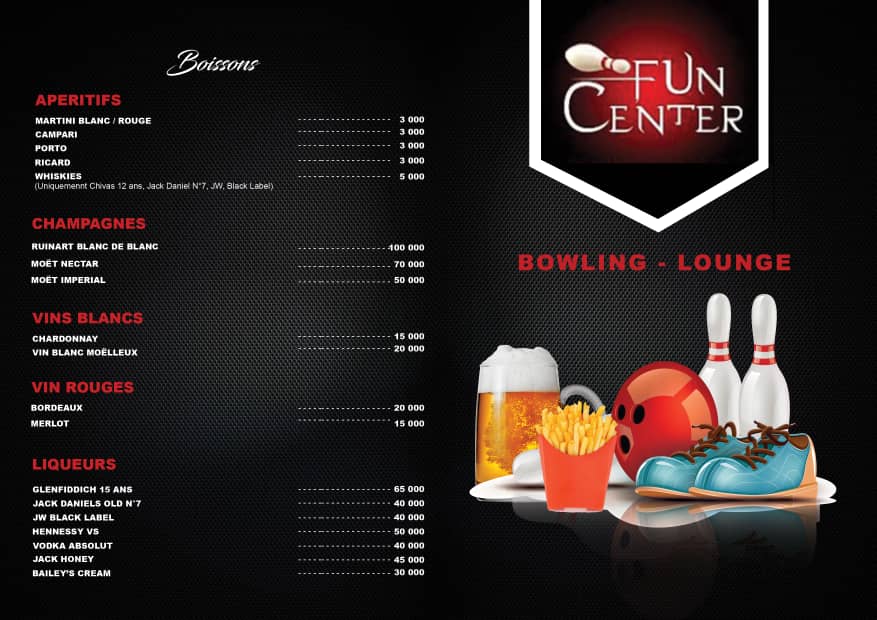 Boissons
APERITIFS
MARTINI BLANC / ROUGE 3 000
CAMPARI 3 000
PORTO 3 000
RICARD 3 000
WHISKIES 5 000
(Uniquemennt Chivas 12 ans, Jack Daniel N°7, JW, Black Label)
CHAMPAGNES
RUINART BLANC DE BLANC 100 000
MOËT NECTAR 70 000
MOËT IMPERIAL 50 000
VINS BLANCS
CHARDONNAY 15 000
VIN BLANC MOËLLEUX 20 000
VIN ROUGES
BORDEAUX 20 000
MERLOT 15 000
LIQUEURS
GLENFIDDICH 15 ANS 65 000
JACK DANIELS OLD N°7 40 000
JW BLACK LABEL 40 000
HENNESSY VS 50 000
VODKA ABSOLUT 40 000
JACK HONEY 45 000
BAILEY'S CREAM 30 000
FUN
CENTER
BOWLING - LOUNGE